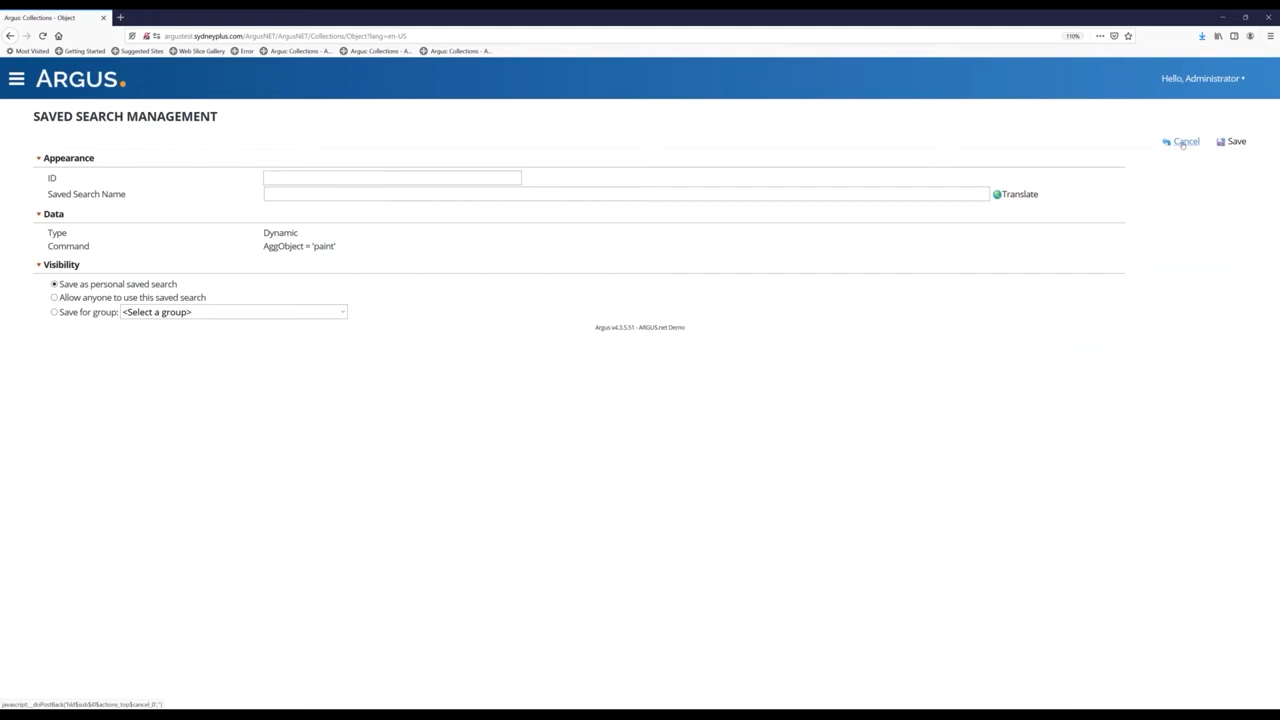 Argus: Collections - Object
argustest.sydneyplus.com/ArgusNET/ArgusNET/Collections/Object?lang=en-US
110%
Most Visited Getting Started Suggested Sites Web Slice Gallery Error Argus: Collections - A... Argus: Collections - A... Argus: Collections - A...
ARGUS.
Hello, Administrator
SAVED SEARCH MANAGEMENT
Cancel Save
Appearance
ID
Saved Search Name Translate
Data
Type Dynamic
Command AggObject = 'paint'
Visibility
Save as personal saved search
Allow anyone to use this saved search
Save for group: <Select a group>
Argus v4.3.5.51 - ARGUS.net Demo